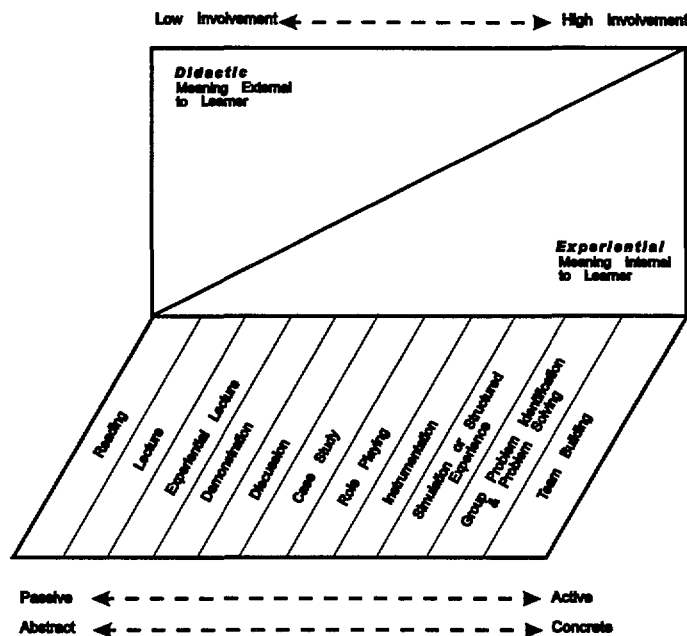 Low Involvement High Involvement
Didactic
Meaning External
to Learner
Experiential
Meaning Internal
to Learner
Reading
Lecture
Experiential Lecture
Demonstration
Discussion
Case Study
Role Playing
Instrumentation
Simulation or Structured
Experience
Group Problem Identification
& Problem Solving
Team Building
Passive Active
Abstract Concrete